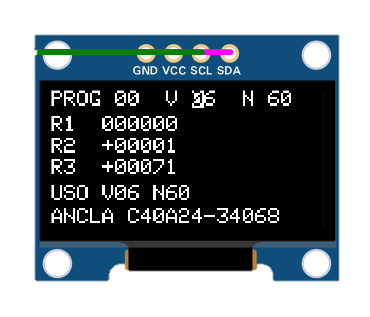 GND VCC SCL SDA
PROG 00 V 06 N 60
R1 000000
R2 +00001
R3 +00071
USO V06 N60
ANCLA C40A24-34068